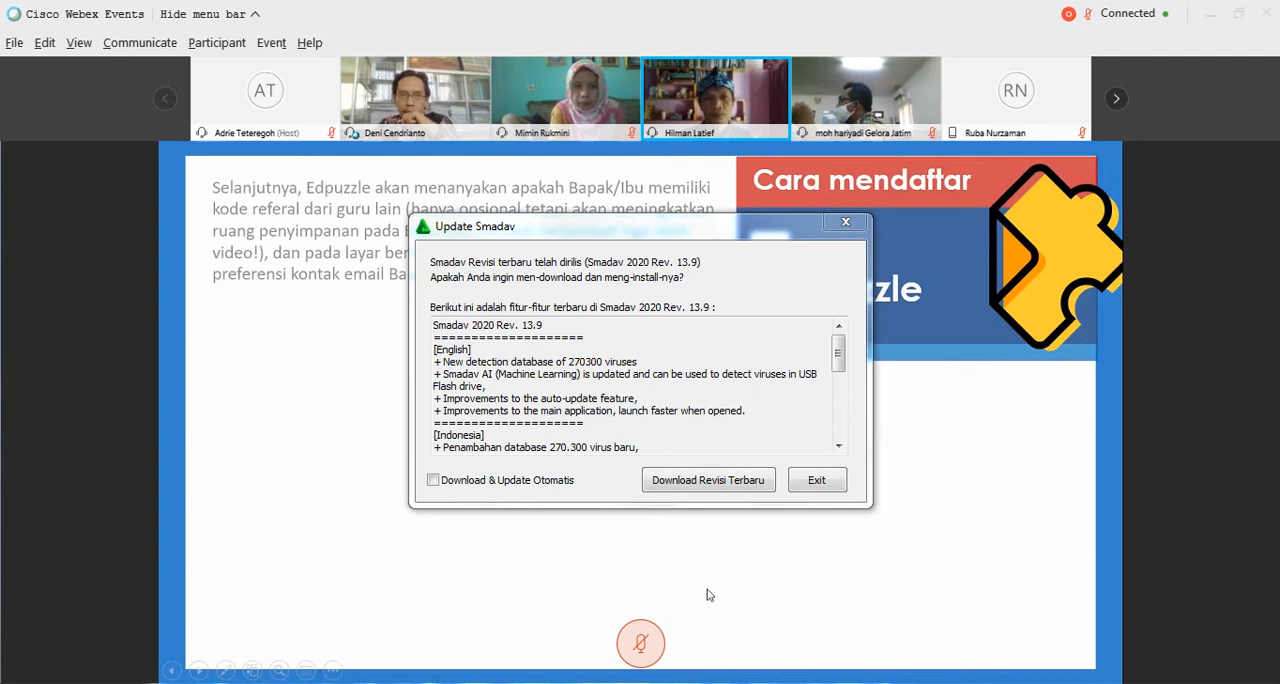 Cisco Webex Events
Hide menu bar
Connected
File Edit View Communicate Participant Event Help
AT
RN
Adrie Teteregoh (Host)
Deni Cendrianto
Mimin Rukmini
Hilman Latief
moh hariyadi Gelora Jatim
Ruba Nurzaman
Selanjutnya, Edpuzzle akan menanyakan apakah Bapak/Ibu memiliki
kode referal dari guru lain (hanya opsional tetapi akan meningkatkan
ruang penyimpanan pada
video!), dan pada layar ber
preferensi kontak email Ba
Cara mendaftar
zle
Update Smadav
Smadav Revisi terbaru telah dirilis (Smadav 2020 Rev. 13.9)
Apakah Anda ingin men-download dan meng-install-nya?
Berikut ini adalah fitur-fitur terbaru di Smadav 2020 Rev. 13.9 :
Smadav 2020 Rev. 13.9
====================
[English]
+ New detection database of 270300 viruses
+ Smadav AI (Machine Learning) is updated and can be used to detect viruses in USB
Flash drive,
+ Improvements to the auto-update feature,
+ Improvements to the main application, launch faster when opened.
====================
[Indonesia]
+ Penambahan database 270.300 virus baru,
Download & Update Otomatis
Download Revisi Terbaru
Exit